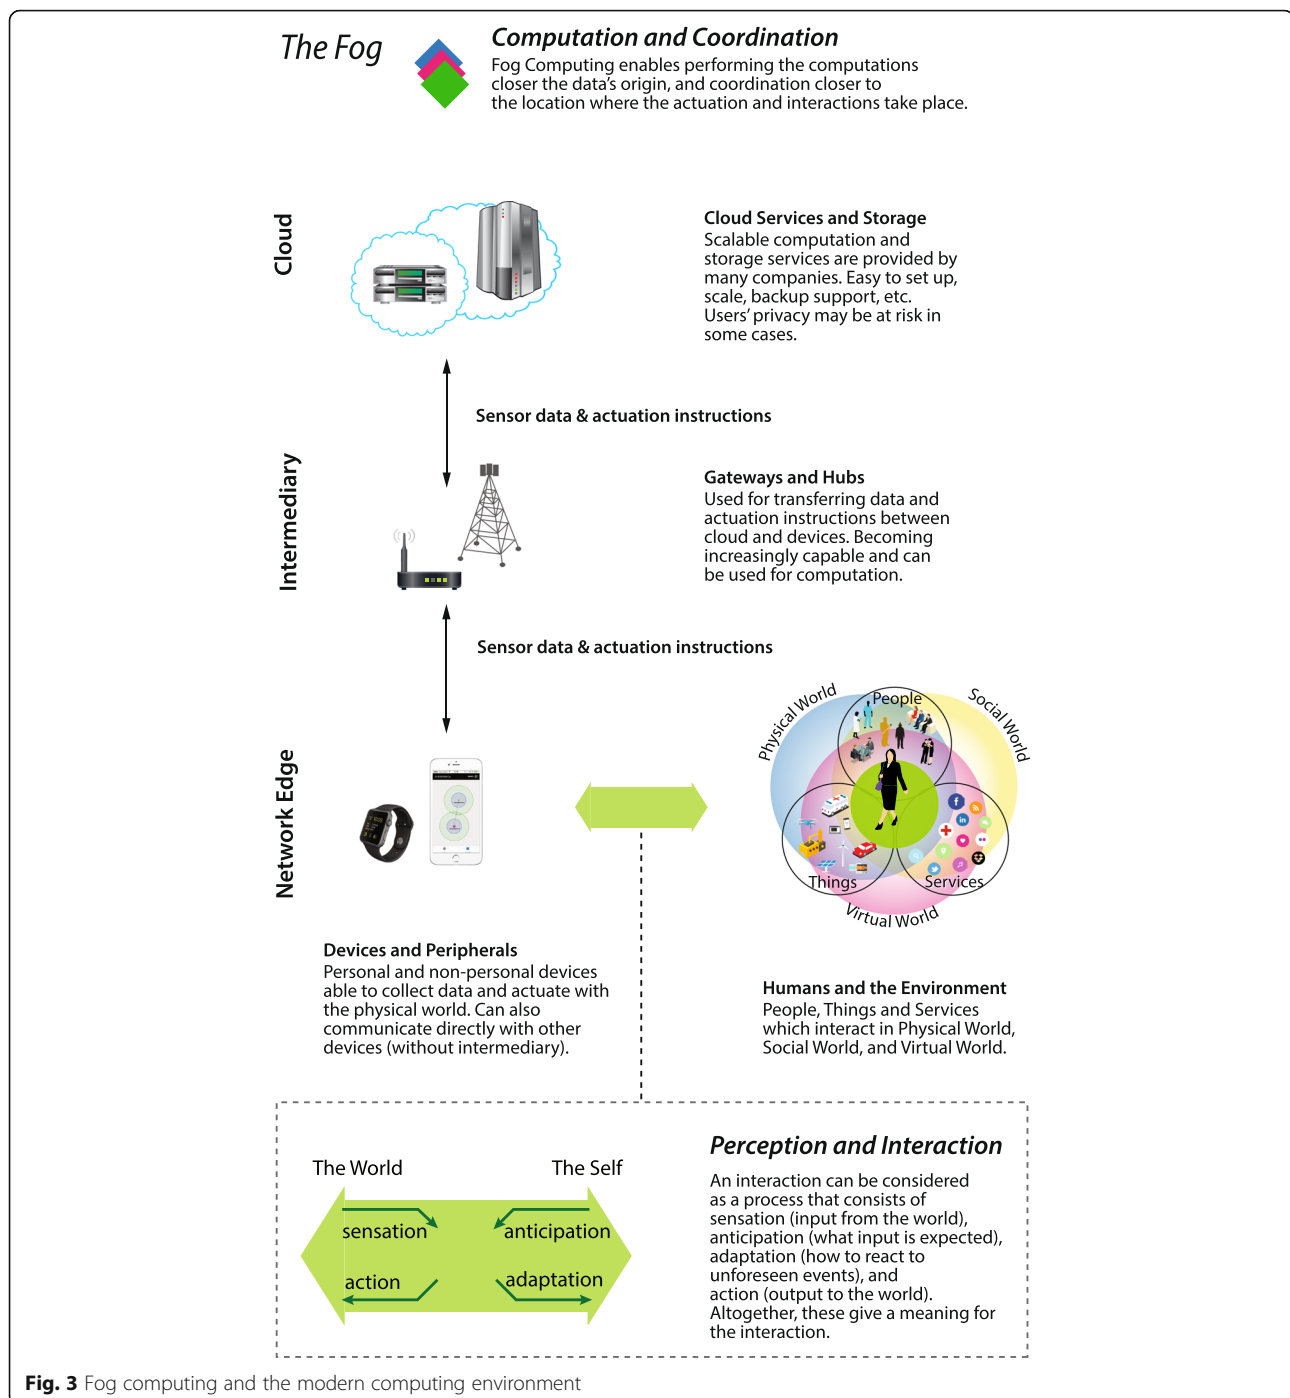 The Fog
Computation and Coordination
Fog Computing enables performing the computations
closer the data's origin, and coordination closer to
the location where the actuation and interactions take place.
Cloud
Cloud Services and Storage
Scalable computation and
storage services are provided by
many companies. Easy to set up,
scale, backup support, etc.
Users' privacy may be at risk in
some cases.
Sensor data & actuation instructions
Intermediary
Gateways and Hubs
Used for transferring data and
actuation instructions between
cloud and devices. Becoming
increasingly capable and can
be used for computation.
Sensor data & actuation instructions
Network Edge
Physical World
People
Social World
Things
Services
Virtual World
Devices and Peripherals
Personal and non-personal devices
able to collect data and actuate with
the physical world. Can also
communicate directly with other
devices (without intermediary).
Humans and the Environment
People, Things and Services
which interact in Physical World,
Social World, and Virtual World.
The World
The Self
sensation
anticipation
action
adaptation
Perception and Interaction
An interaction can be considered
as a process that consists of
sensation (input from the world),
anticipation (what input is expected),
adaptation (how to react to
unforeseen events), and
action (output to the world).
Altogether, these give a meaning for
the interaction.
Fig. 3 Fog computing and the modern computing environment